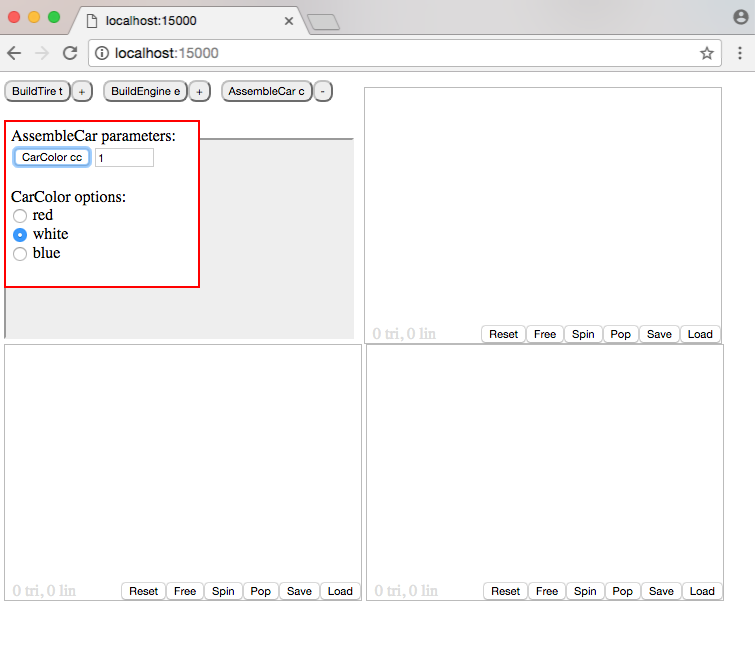 localhost:15000
localhost:15000
BuildTire t + BuildEngine e + AssembleCar c -
AssembleCar parameters:
CarColor cc 1
CarColor options:
red
white
blue
0 tri, 0 lin Reset Free Spin Pop Save Load
0 tri, 0 lin Reset Free Spin Pop Save Load
0 tri, 0 lin Reset Free Spin Pop Save Load